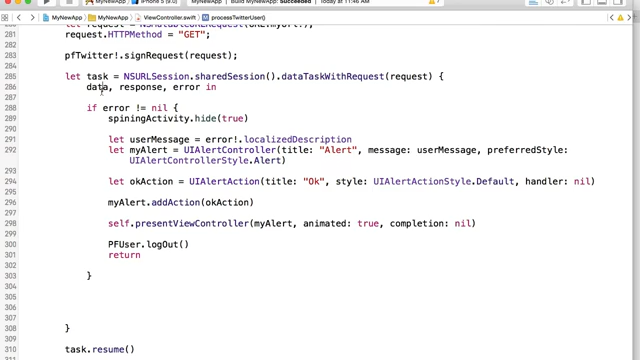 MyNewApp
iPhone 5 (9.0)
MyNewApp
MyNewApp: Succeeded
Today at 11:46 AM
MyNewApp
MyNewApp
ViewController.swift
processTwitterUser()
281 request.HTTPMethod = "GET";
282
283 pfTwitter!.signRequest(request);
284
285 let task = NSURLSession.sharedSession().dataTaskWithRequest(request) {
286 data, response, error in
287
288 if error != nil {
289 spiningActivity.hide(true)
290
291 let userMessage = error!.localizedDescription
292 let myAlert = UIAlertController(title: "Alert", message: userMessage, preferredStyle:
UIAlertControllerStyle.Alert)
293
294 let okAction = UIAlertAction(title: "Ok", style: UIAlertActionStyle.Default, handler: nil)
295
296 myAlert.addAction(okAction)
297
298 self.presentViewController(myAlert, animated: true, completion: nil)
299
300 PFUser.logOut()
301 return
302
303 }
304
305
306
307
308 }
309
310 task.resume()